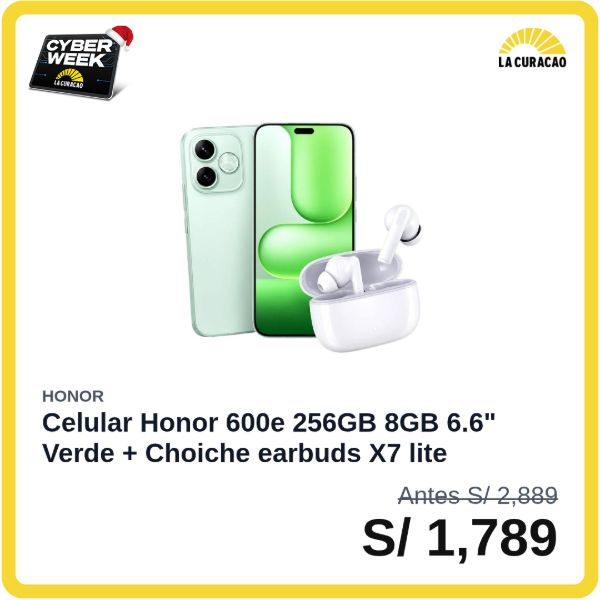 CYBER
WEEK
LA CURACAO
LA CURACAO
HONOR
Celular Honor 600e 256GB 8GB 6.6"
Verde + Choiche earbuds X7 lite
Antes S/ 2,889
S/ 1,789